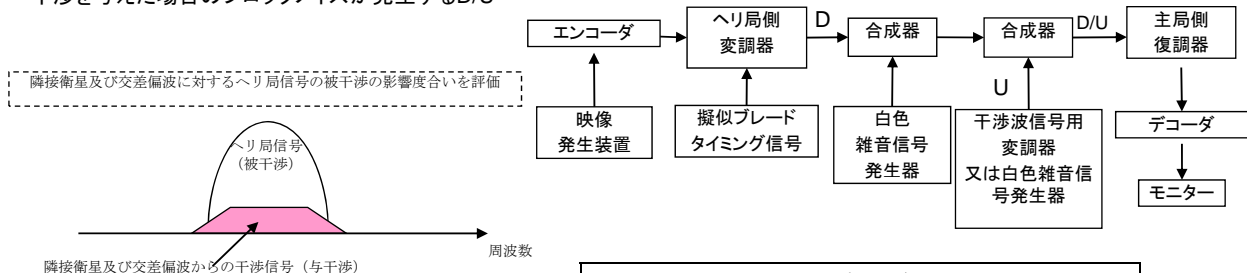 干渉を与えた場合のブロックノイズが発生するD/U
隣接衛星及び交差偏波に対するヘリ局信号の被干渉の影響度合いを評価
ヘリ局信号
(被干渉)
周波数
隣接衛星及び交差偏波からの干渉信号(与干渉)
エンコーダ
ヘリ局側
変調器
D
合成器
合成器
D/U
主局側
復調器
U
映像
発生装置
擬似ブレード
タイミング信号
白色
雑音信号
発生器
干渉波信号用
変調器
又は白色雑音信
号発生器
デコーダ
モニター